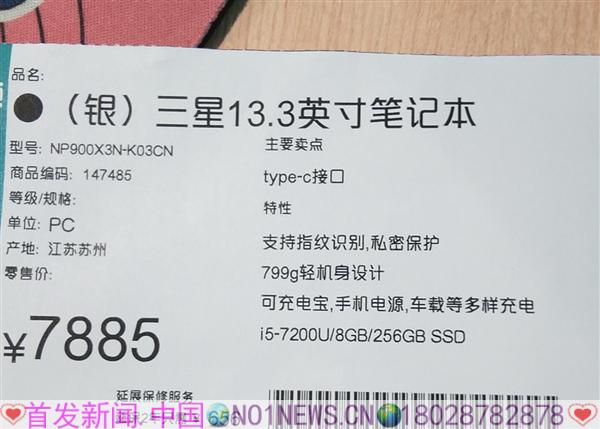 品名:
●（银）三星13.3英寸笔记本
型号: NP900X3N-K03CN
商品编码: 147485
等级/规格:
单位: PC
产地: 江苏苏州
零售价:
¥7885
主要卖点
type-c接口
特性
支持指纹识别,私密保护
799g轻机身设计
可充电宝,手机电源,车载等多样充电
i5-7200U/8GB/256GB SSD
延展保修服务
首发新闻.中国 NO1NEWS.CN 18028782878